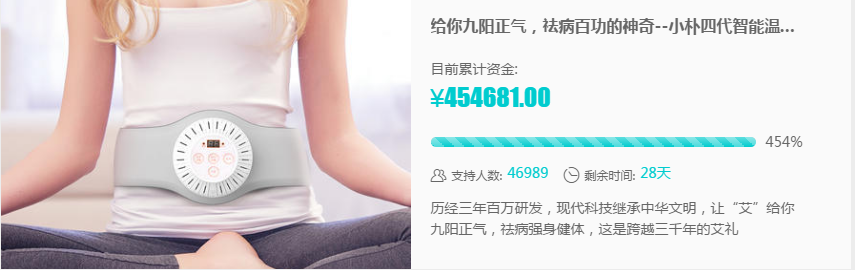 给你九阳正气，祛病百功的神奇--小朴四代智能温...
目前累计资金:
¥454681.00
454%
支持人数: 46989 剩余时间: 28天
历经三年百万研发，现代科技继承中华文明，让“艾”给你
九阳正气，祛病强身健体，这是跨越三千年的艾礼